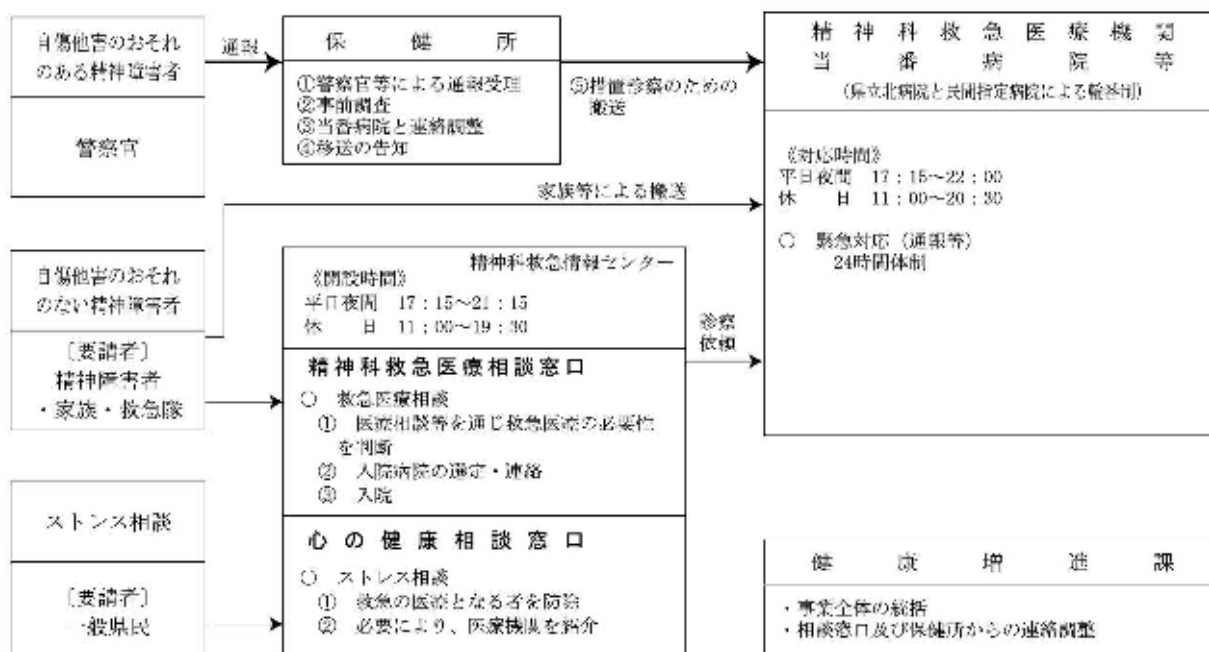 自傷他害のおそれ
のある精神障害者
警察官
通報
保健所
①警察官等による通報受理
②事前調査
③当番病院と連絡調整
④移送の告知
⑤措置診察のための
搬送
精神科救急医療機関
当番病院等
(県立北病院と民間指定病院による輪番制)
《対応時間》
平日夜間 17:15〜22:00
休日 11:00〜20:30
○ 緊急対応(通報等)
24時間体制
家族等による搬送
自傷他害のおそれ
のない精神障害者
〔要請者〕
精神障害者
・家族・救急隊
精神科救急情報センター
《開設時間》
平日夜間 17:15〜21:15
休日 11:00〜19:30
精神科救急医療相談窓口
○ 救急医療相談
① 医療相談等を通じ救急医療の必要性
を判断
② 入院病院の選定・連絡
③ 入院
診察
依頼
ストレス相談
〔要請者〕
一般県民
心の健康相談窓口
○ ストレス相談
① 救急の医療となる者を防除
② 必要により、医療機関を紹介
健康増進課
・事業全体の統括
・相談窓口及び保健所からの連絡調整